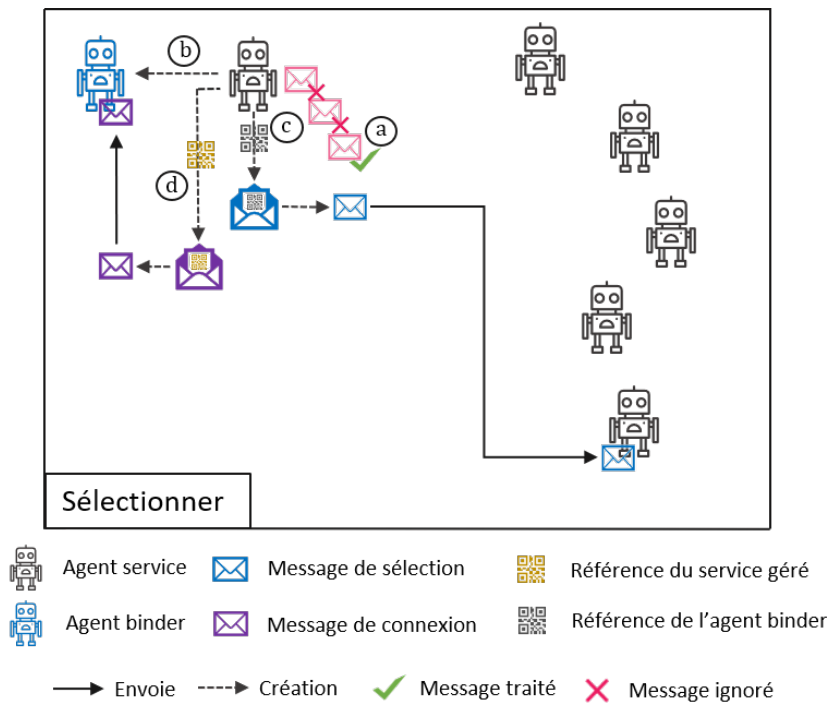 b
c
a
d
Sélectionner
Agent service
Message de sélection
Référence du service géré
Agent binder
Message de connexion
Référence de l'agent binder
Envoie
Création
Message traité
Message ignoré